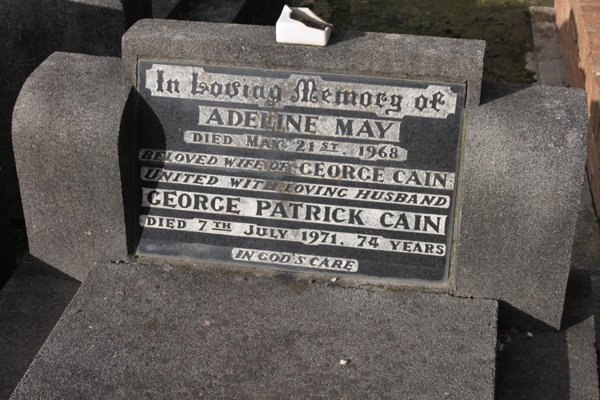 In Loving Memory of
ADELINE MAY
DIED MAY 21ST. 1968
BELOVED WIFE OF GEORGE CAIN
UNITED WITH LOVING HUSBAND
GEORGE PATRICK CAIN
DIED 7TH JULY 1971. 74 YEARS
IN GOD'S CARE